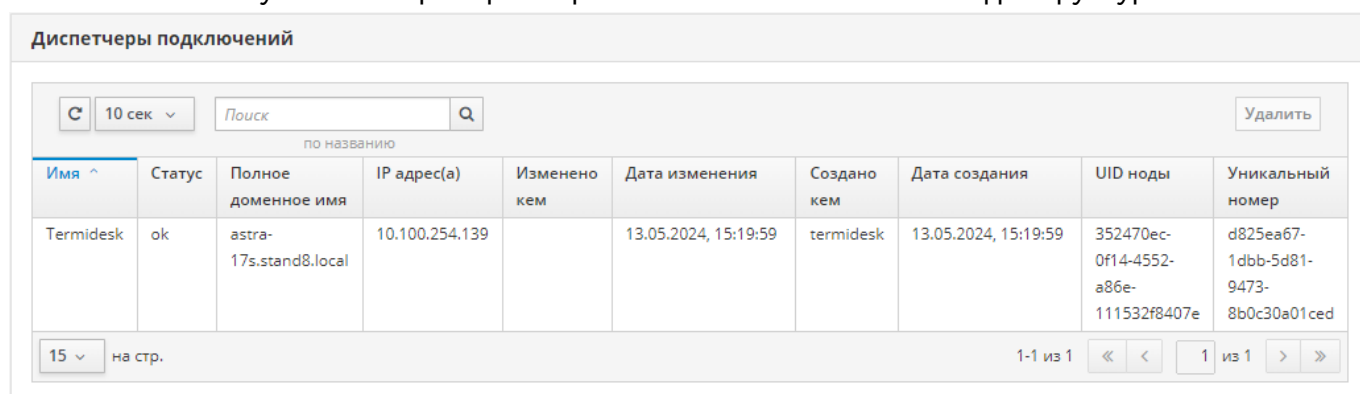 Диспетчеры подключений
10 сек
Поиск
Удалить
по названию
Имя Статус Полное доменное имя IP адрес(а) Изменено кем Дата изменения Создано кем Дата создания UID ноды Уникальный номер
Termidesk ok astra-17s.stand8.local 10.100.254.139 13.05.2024, 15:19:59 termidesk 13.05.2024, 15:19:59 352470ec-0f14-4552-a86e-111532f8407e d825ea67-1dbb-5d81-9473-8b0c30a01ced
15 на стр. 1-1 из 1 « < 1 из 1 > »